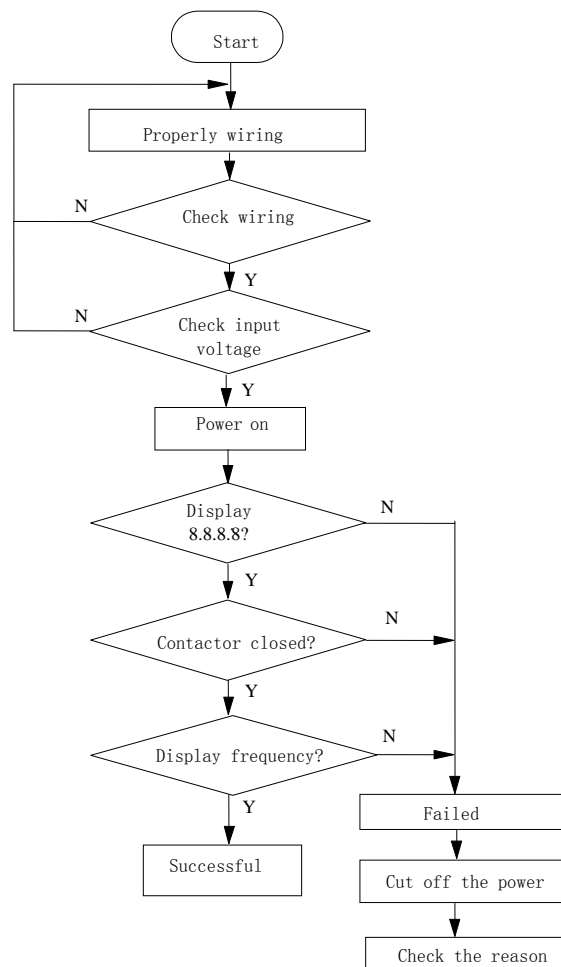 Start
Properly wiring
N
Check wiring
Y
N
Check input
voltage
Y
Power on
Display
8.8.8.8?
N
Y
Contactor closed?
N
Y
Display frequency?
N
Y
Failed
Successful
Cut off the power
Check the reason